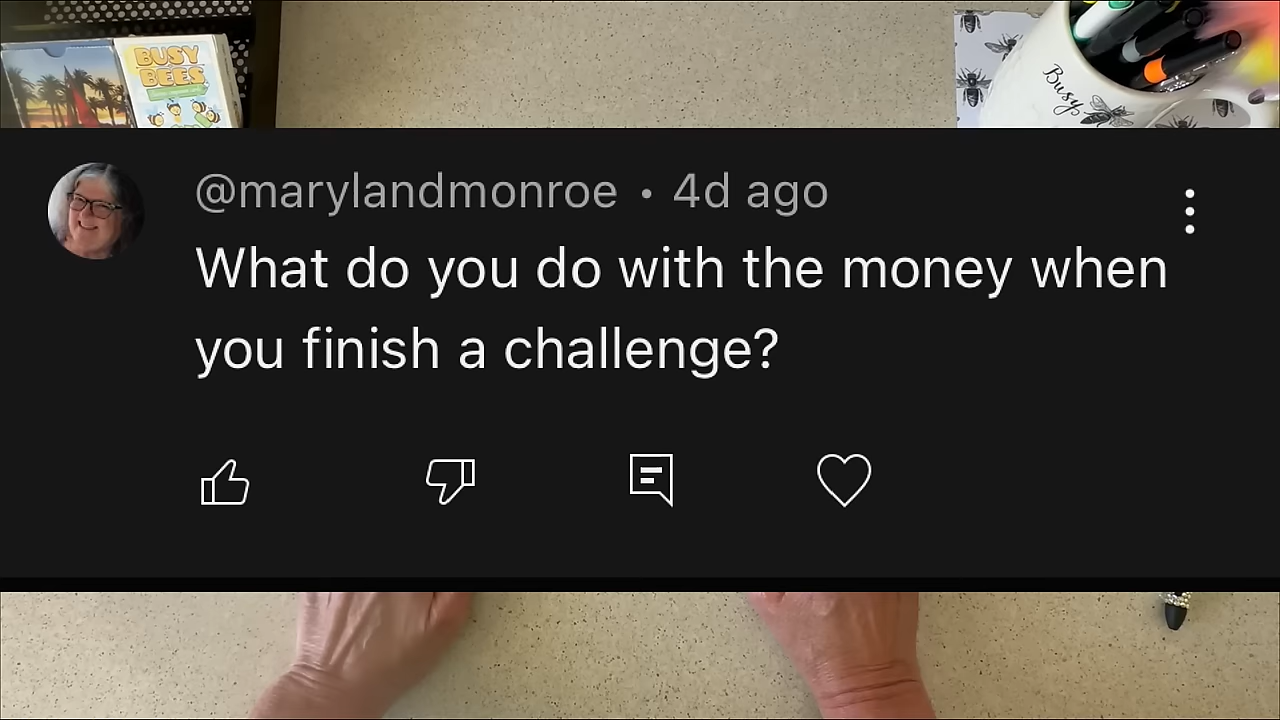 BUSY
BEES
Busy
@marylandmonroe • 4d ago
What do you do with the money when
you finish a challenge?